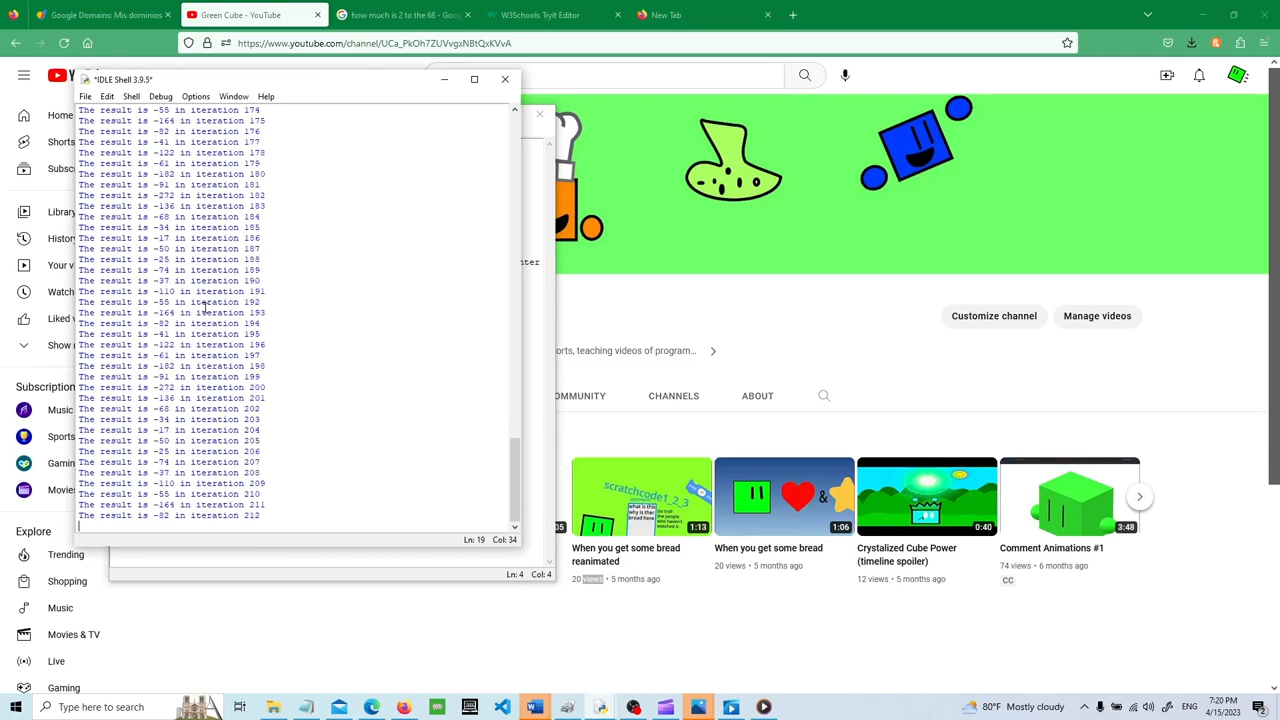 Google Domains: Mis dominios
Green Cube - YouTube
how much is 2 to the 68 - Goo
W3Schools Tryit Editor
New Tab
https://www.youtube.com/channel/UCa_PkOh7ZUVvgxNBtQxKVvA
*IDLE Shell 3.9.5*
File Edit Shell Debug Options Window Help
The result is -55 in iteration 174
The result is -164 in iteration 175
The result is -82 in iteration 176
The result is -41 in iteration 177
The result is -122 in iteration 178
The result is -61 in iteration 179
The result is -182 in iteration 180
The result is -91 in iteration 181
The result is -272 in iteration 182
The result is -136 in iteration 183
The result is -68 in iteration 184
The result is -34 in iteration 185
The result is -17 in iteration 186
The result is -50 in iteration 187
The result is -25 in iteration 188
The result is -74 in iteration 189
The result is -37 in iteration 190
The result is -110 in iteration 191
The result is -55 in iteration 192
The result is -164 in iteration 193
The result is -82 in iteration 194
The result is -41 in iteration 195
The result is -122 in iteration 196
The result is -61 in iteration 197
The result is -182 in iteration 198
The result is -91 in iteration 199
The result is -272 in iteration 200
The result is -136 in iteration 201
The result is -68 in iteration 202
The result is -34 in iteration 203
The result is -17 in iteration 204
The result is -50 in iteration 205
The result is -25 in iteration 206
The result is -74 in iteration 207
The result is -37 in iteration 208
The result is -110 in iteration 209
The result is -55 in iteration 210
The result is -164 in iteration 211
The result is -82 in iteration 212
Ln: 19 Col: 34
nter
Ln: 4 Col: 4
Home
Shorts
Subsc
Library
History
Your v
Watch
Liked v
Show
Subscription
Music
Sports
Gaming
Movies
Explore
Trending
Shopping
Music
Movies & TV
Live
Gaming
Customize channel
Manage videos
orts, teaching videos of program...
OMMUNITY CHANNELS ABOUT
:05
scratchcode1_2_3
1:13
&
1:06
0:40
3:48
When you get some bread
reanimated
20 views • 5 months ago
When you get some bread
20 views • 5 months ago
Crystalized Cube Power
(timeline spoiler)
12 views • 5 months ago
Comment Animations #1
74 views • 6 months ago
CC
Type here to search
80°F Mostly cloudy
ENG
7:20 PM
4/15/2023